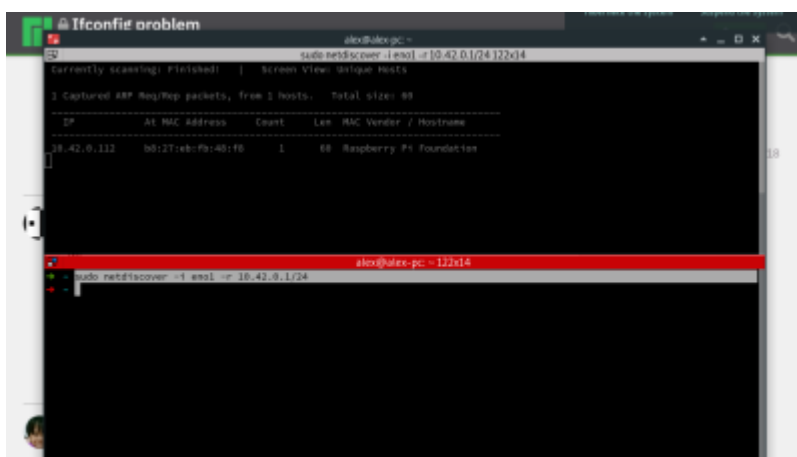 Ifconfig problem
alex@alex-pc: ~
sudo netdiscover -i eno1 -r 10.42.0.1/24 122x14
Currently scanning: Finished! | Screen View: Unique Hosts
1 Captured ARP Req/Rep packets, from 1 hosts. Total size: 60
IP At MAC Address Count Len MAC Vendor / Hostname
10.42.0.112 b8:27:eb:fb:48:f8 1 60 Raspberry Pi Foundation
18
alex@alex-pc: ~ 122x14
~ sudo netdiscover -i eno1 -r 10.42.0.1/24
~